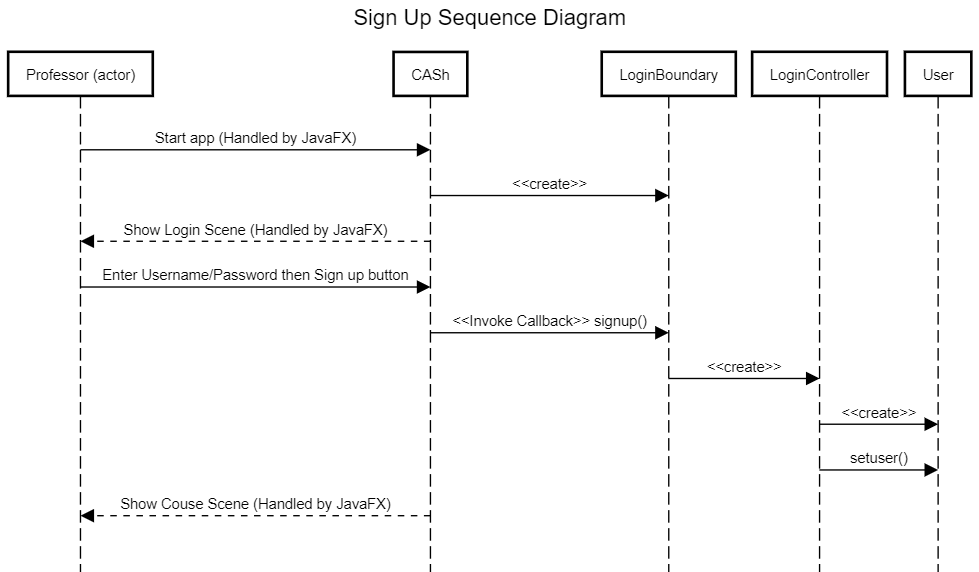 Sign Up Sequence Diagram
Professor (actor)
CASh
LoginBoundary
LoginController
User
Start app (Handled by JavaFX)
<<create>>
Show Login Scene (Handled by JavaFX)
Enter Username/Password then Sign up button
<<Invoke Callback>> signup()
<<create>>
<<create>>
setuser()
Show Couse Scene (Handled by JavaFX)